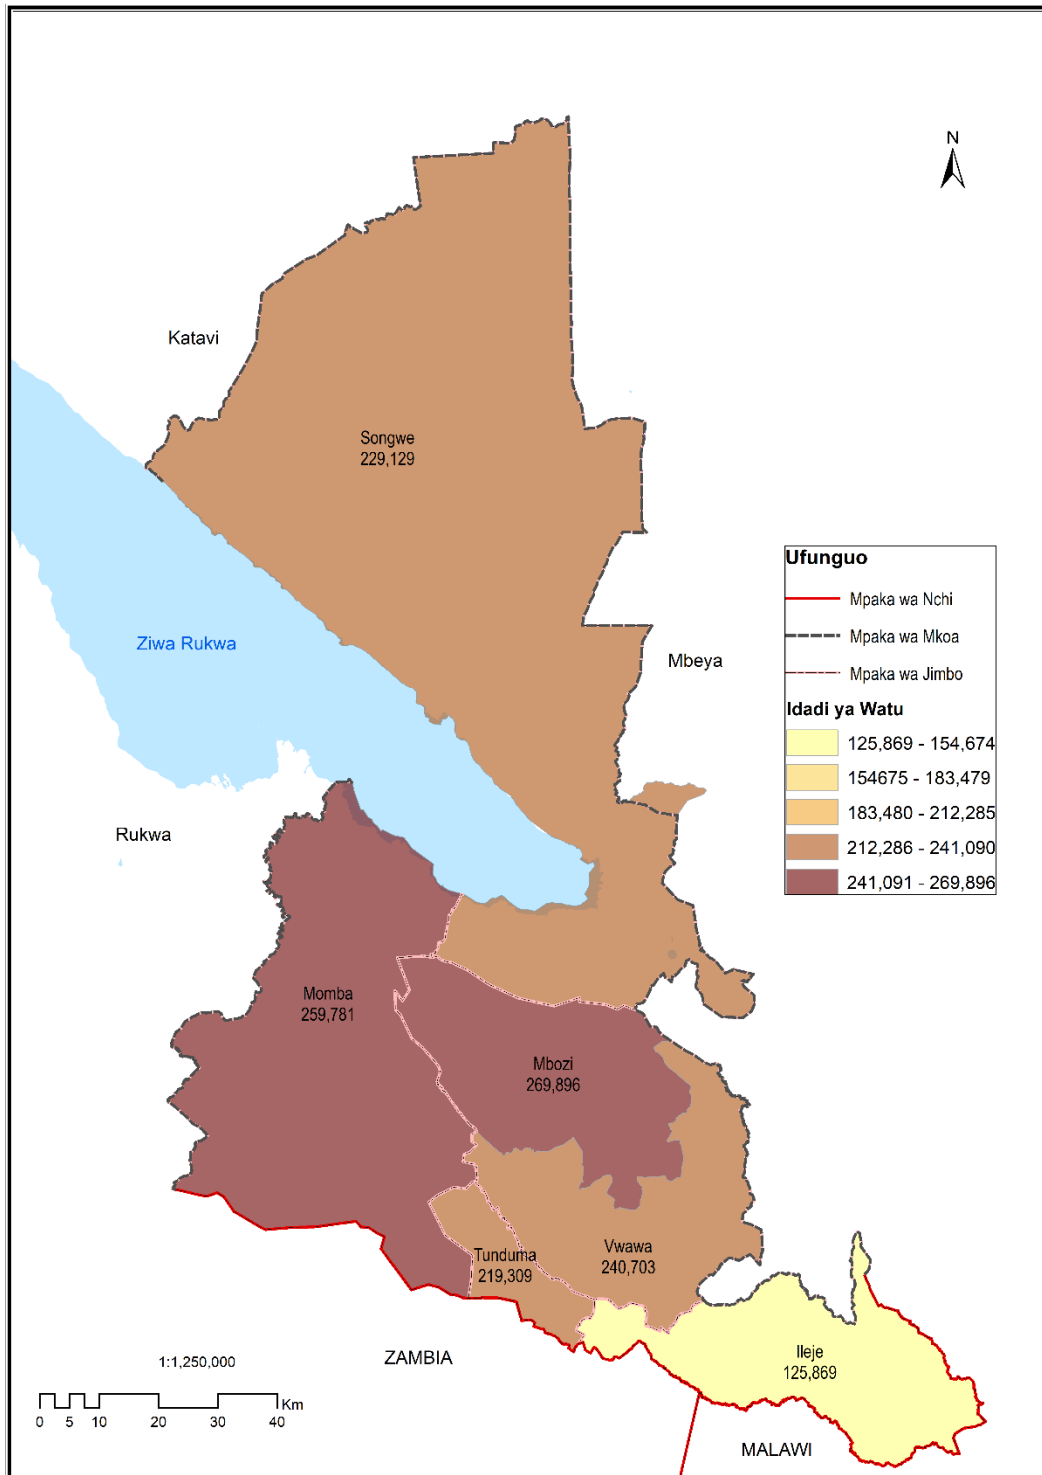 N
Katavi
Songwe
229,129
Ziwa Rukwa
Mbeya
Ufunguo
Mpaka wa Nchi
Mpaka wa Mkoa
Mpaka wa Jimbo
Idadi ya Watu
125,869 - 154,674
154675 - 183,479
183,480 - 212,285
212,286 - 241,090
241,091 - 269,896
Rukwa
Momba
259,781
Mbozi
269,896
Tunduma
219,309
Vwawa
240,703
Ileje
125,869
ZAMBIA
MALAWI
1:1,250,000
Km
0 5 10 20 30 40